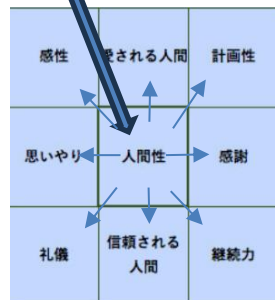 感性
愛される人間
計画性
思いやり
人間性
感謝
礼儀
信頼される
人間
継続力